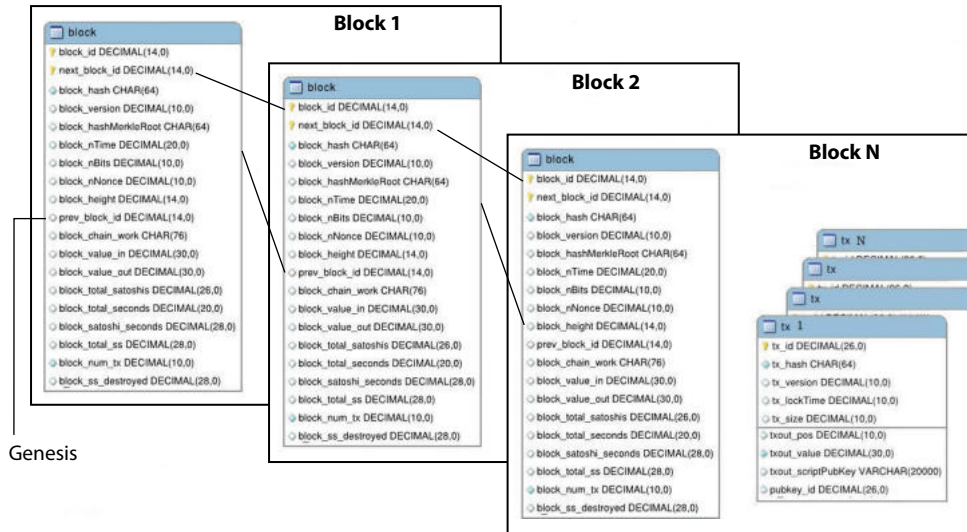 Block 1
block
block_id DECIMAL(14,0)
next_block_id DECIMAL(14,0)
block_hash CHAR(64)
block_version DECIMAL(10,0)
block_hashMerkleRoot CHAR(64)
block_nTime DECIMAL(20,0)
block_nBits DECIMAL(10,0)
block_nNonce DECIMAL(10,0)
block_height DECIMAL(14,0)
prev_block_id DECIMAL(14,0)
block_chain_work CHAR(76)
block_value_in DECIMAL(30,0)
block_value_out DECIMAL(30,0)
block_total_satoshis DECIMAL(26,0)
block_total_seconds DECIMAL(20,0)
block_satoshi_seconds DECIMAL(28,0)
block_total_ss DECIMAL(28,0)
block_num_tx DECIMAL(10,0)
block_ss_destroyed DECIMAL(28,0)
Genesis
Block 2
block
block_id DECIMAL(14,0)
next_block_id DECIMAL(14,0)
block_hash CHAR(64)
block_version DECIMAL(10,0)
block_hashMerkleRoot CHAR(64)
block_nTime DECIMAL(20,0)
block_nBits DECIMAL(10,0)
block_nNonce DECIMAL(10,0)
block_height DECIMAL(14,0)
prev_block_id DECIMAL(14,0)
block_chain_work CHAR(76)
block_value_in DECIMAL(30,0)
block_value_out DECIMAL(30,0)
block_total_satoshis DECIMAL(26,0)
block_total_seconds DECIMAL(20,0)
block_satoshi_seconds DECIMAL(28,0)
block_total_ss DECIMAL(28,0)
block_num_tx DECIMAL(10,0)
block_ss_destroyed DECIMAL(28,0)
Block N
block
block_id DECIMAL(14,0)
next_block_id DECIMAL(14,0)
block_hash CHAR(64)
block_version DECIMAL(10,0)
block_hashMerkleRoot CHAR(64)
block_nTime DECIMAL(20,0)
block_nBits DECIMAL(10,0)
block_nNonce DECIMAL(10,0)
block_height DECIMAL(14,0)
prev_block_id DECIMAL(14,0)
block_chain_work CHAR(76)
block_value_in DECIMAL(30,0)
block_value_out DECIMAL(30,0)
block_total_satoshis DECIMAL(26,0)
block_total_seconds DECIMAL(20,0)
block_satoshi_seconds DECIMAL(28,0)
block_total_ss DECIMAL(28,0)
block_num_tx DECIMAL(10,0)
block_ss_destroyed DECIMAL(28,0)
tx N
tx
tx
tx 1
tx_id DECIMAL(26,0)
tx_hash CHAR(64)
tx_version DECIMAL(10,0)
tx_lockTime DECIMAL(10,0)
tx_size DECIMAL(10,0)
txout_pos DECIMAL(10,0)
txout_value DECIMAL(30,0)
txout_scriptPubKey VARCHAR(20000)
pubkey_id DECIMAL(26,0)